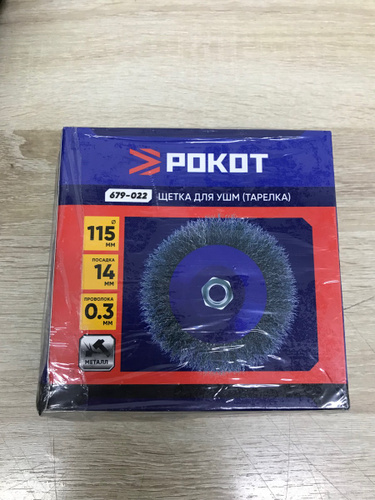 РОКОТ
679-022 ЩЕТКА ДЛЯ УШМ (ТАРЕЛКА)
Ø
115
ММ
ПОСАДКА
14
ММ
ПРОВОЛОКА
0.3
ММ
МЕТАЛЛ